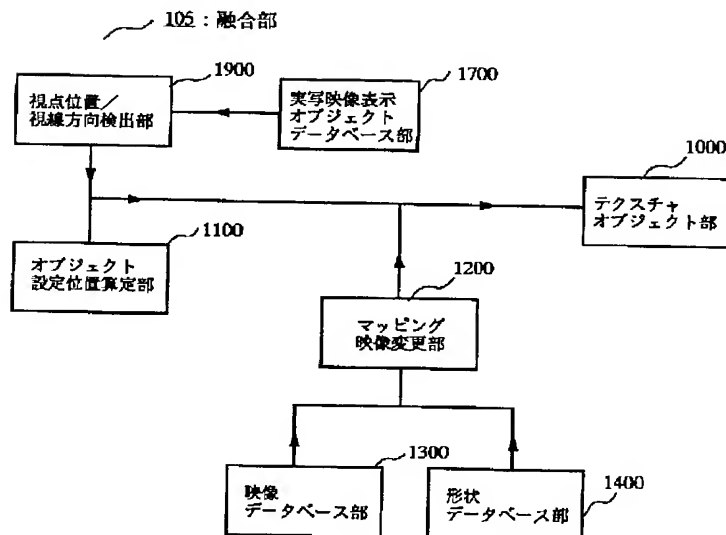 105：融合部
1900
視点位置／
視線方向検出部
1700
実写映像表示
オブジェクト
データベース部
1000
テクスチャ
オブジェクト部
1100
オブジェクト
設定位置算定部
1200
マッピング
映像変更部
1300
映像
データベース部
1400
形状
データベース部